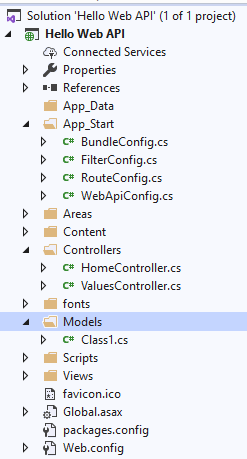 Solution 'Hello Web API' (1 of 1 project)
Hello Web API
Connected Services
Properties
References
App_Data
App_Start
C# BundleConfig.cs
C# FilterConfig.cs
C# RouteConfig.cs
C# WebApiConfig.cs
Areas
Content
Controllers
C# HomeController.cs
C# ValuesController.cs
fonts
Models
C# Class1.cs
Scripts
Views
favicon.ico
Global.asax
packages.config
Web.config